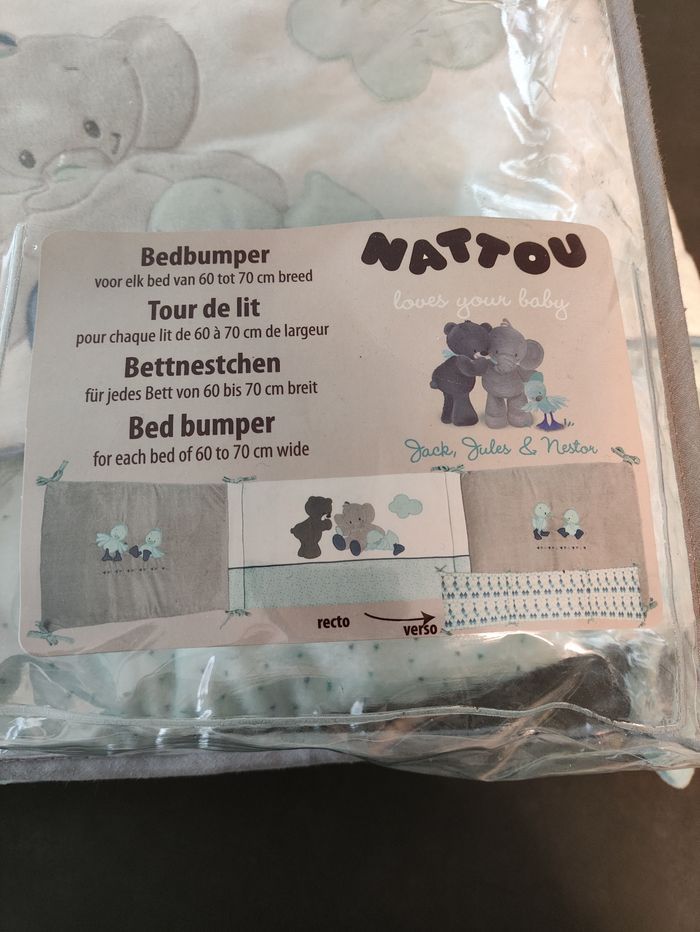 Bedbumper
voor elk bed van 60 tot 70 cm breed
Tour de lit
pour chaque lit de 60 à 70 cm de largeur
Bettnestchen
für jedes Bett von 60 bis 70 cm breit
Bed bumper
for each bed of 60 to 70 cm wide
NATTOU
loves your baby
Jack, Jules & Nestor
recto
verso